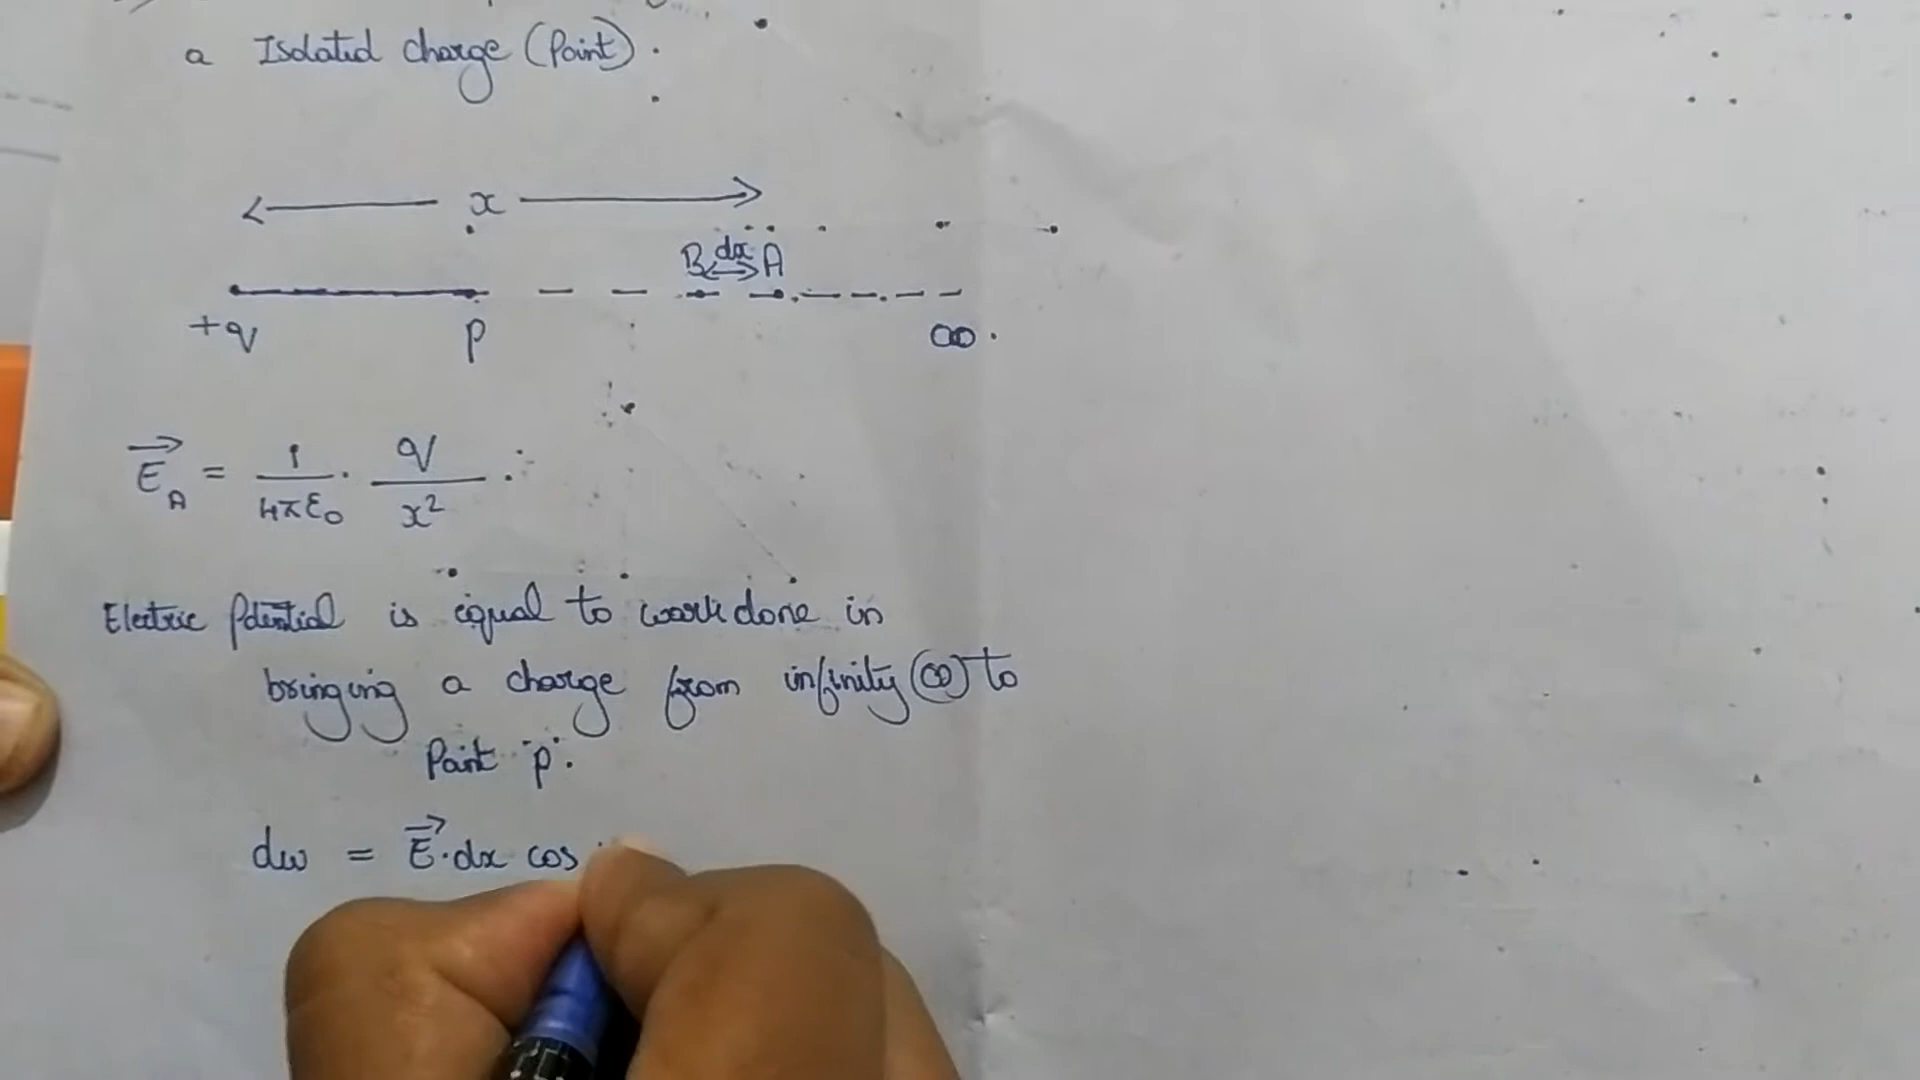 a Isolated charge (Point).
x
B dx A
+q P ∞.
E⃗_A = 1/4πε₀ . q/x²
Electric Potential is equal to work done in
bringing a charge from infinity (∞) to
Point "p".
dw = E⃗.dx cos